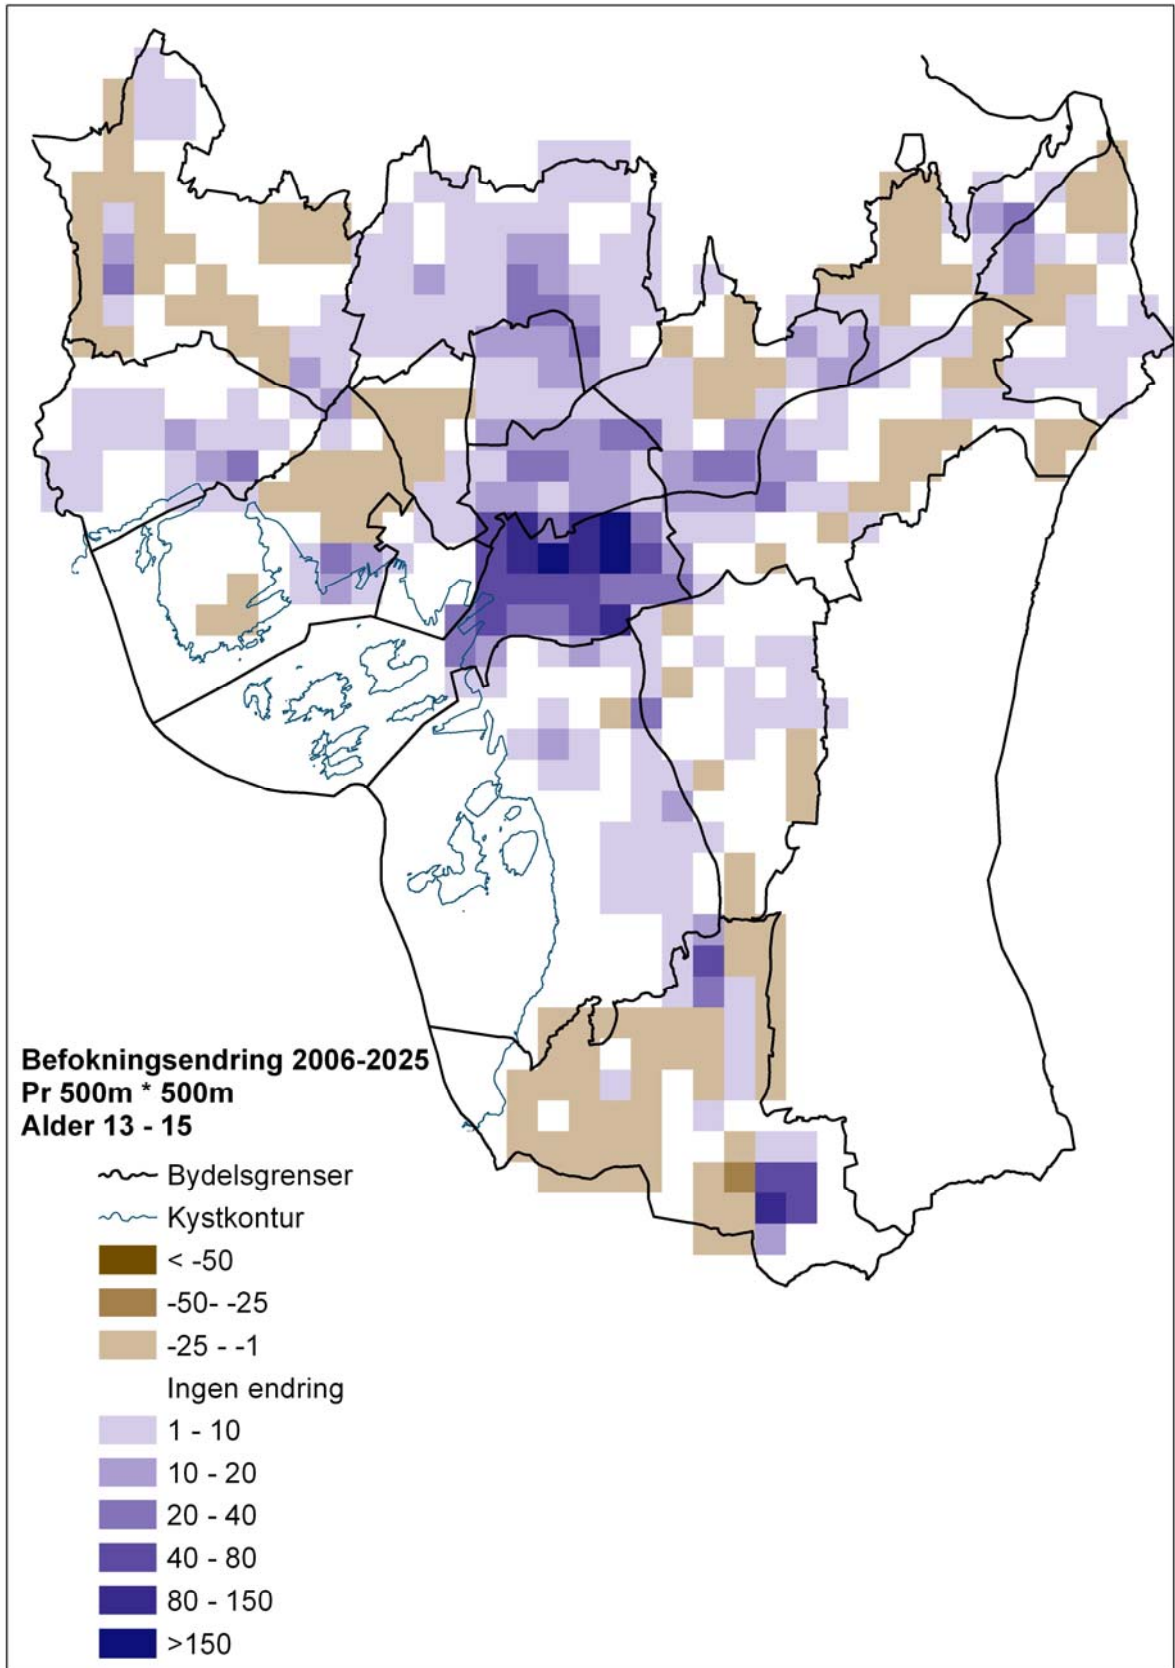 Befokningsendring 2006-2025
Pr 500m * 500m
Alder 13 - 15
Bydelsgrenser
Kystkontur
< -50
-50- -25
-25 - -1
Ingen endring
1 - 10
10 - 20
20 - 40
40 - 80
80 - 150
>150